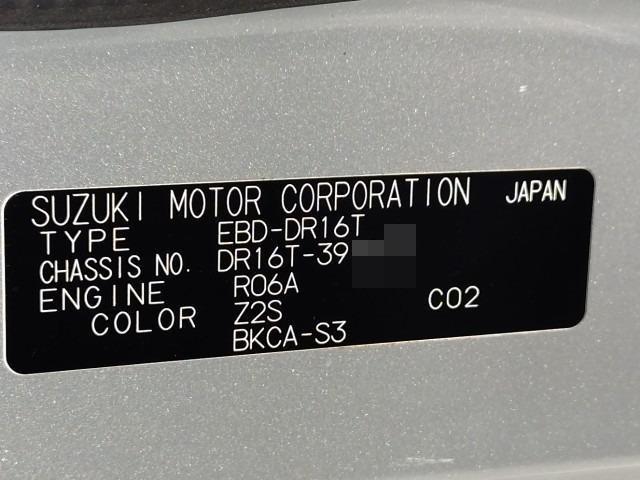 SUZUKI MOTOR CORPORATION JAPAN
TYPE EBD-DR16T
CHASSIS NO. DR16T-39
ENGINE R06A
COLOR Z2S C02
BKCA-S3